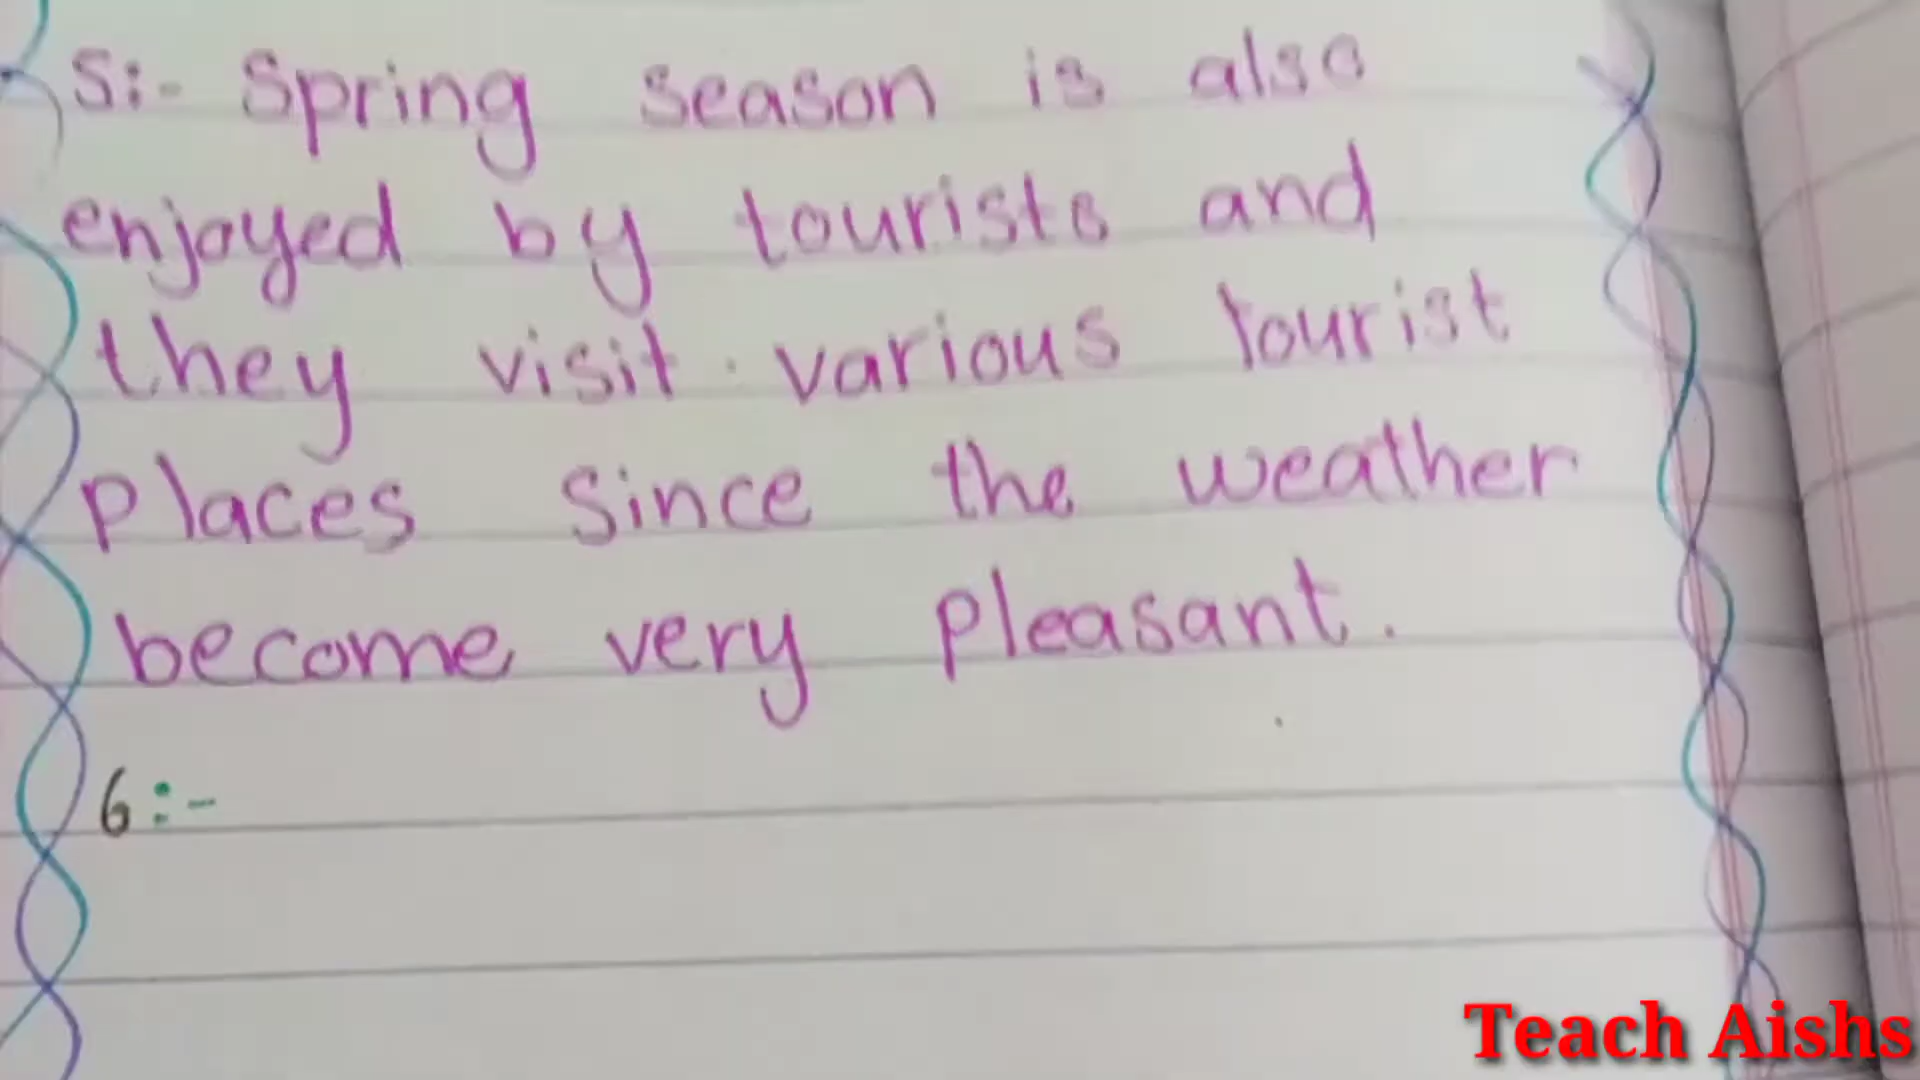 5:- Spring season is also
enjoyed by tourists and
they visit various tourist
places since the weather
become very pleasant.
6:-
Teach Aishs